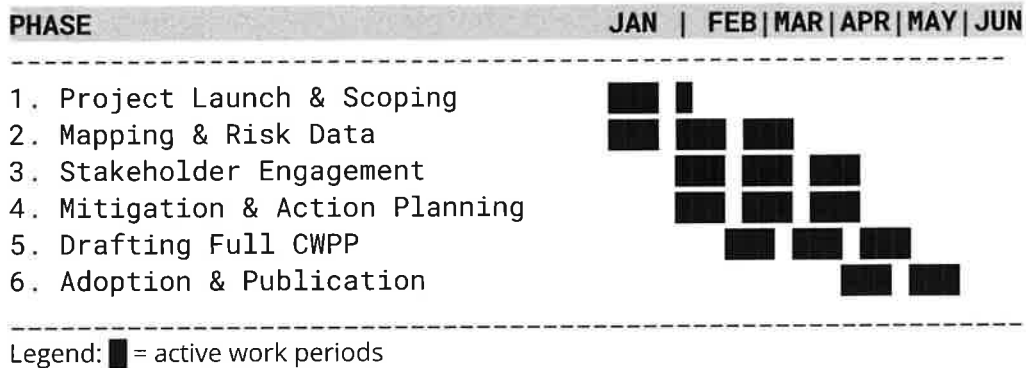 PHASE JAN | FEB|MAR|APR|MAY|JUN
1. Project Launch & Scoping
2. Mapping & Risk Data
3. Stakeholder Engagement
4. Mitigation & Action Planning
5. Drafting Full CWPP
6. Adoption & Publication
Legend: █ = active work periods